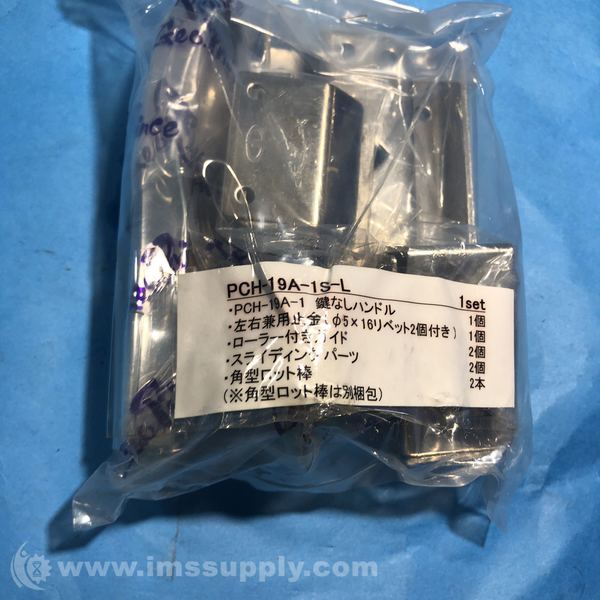 PCH-19A-1S-L 1set
・PCH-19A-1 鍵なしハンドル 1個
・左右兼用止金(φ5×16リベット2個付き) 1個
・ローラー付きガイド 2個
・スライディングパーツ 2個
・角型ロット棒 2本
(※角型ロット棒は別梱包)
www.imssupply.com